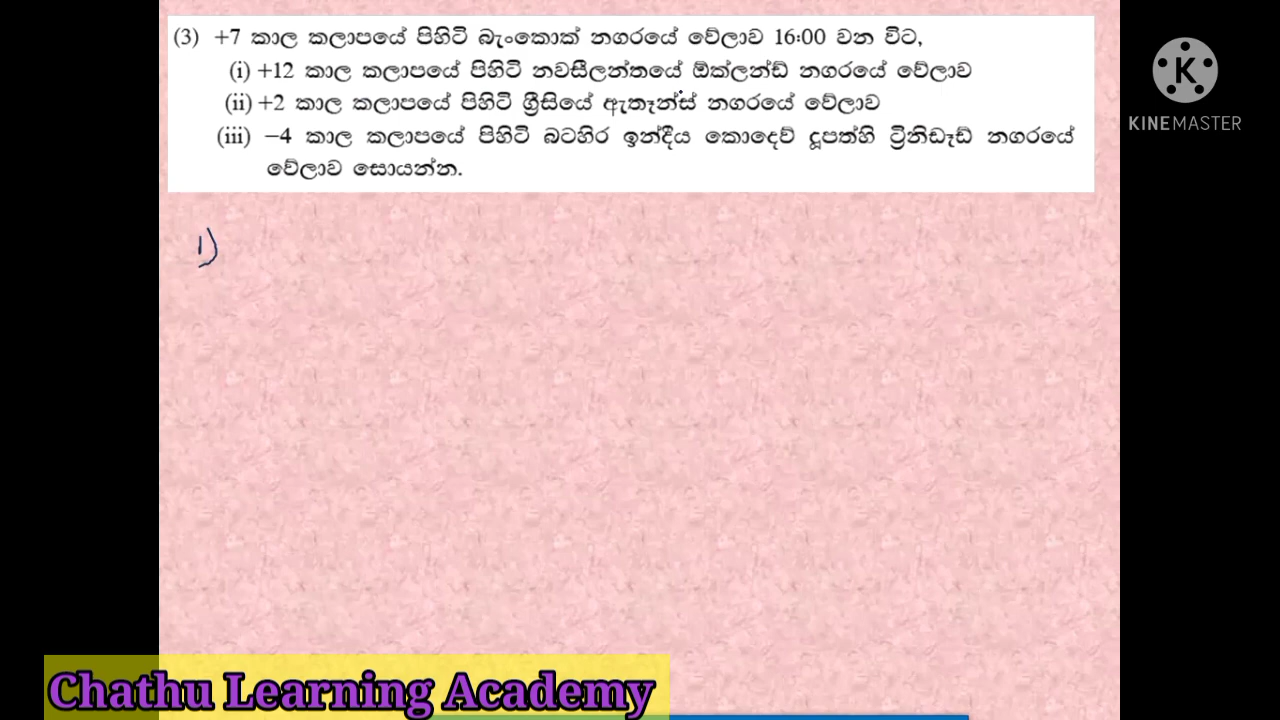 (3) +7 කාල කලාපයේ පිහිටි බැංකොක් නගරයේ වේලාව 16:00 වන විට,
(i) +12 කාල කලාපයේ පිහිටි නවසීලන්තයේ ඕක්ලන්ඩ් නගරයේ වේලාව
(ii) +2 කාල කලාපයේ පිහිටි ග්‍රීසියේ ඇතැන්ස් නගරයේ වේලාව
(iii) −4 කාල කලාපයේ පිහිටි බටහිර ඉන්දීය කොදෙව් දූපත්හි ට්‍රිනිඩෑඩ් නගරයේ
වේලාව සොයන්න.
KINEMASTER
1)
Chathu Learning Academy